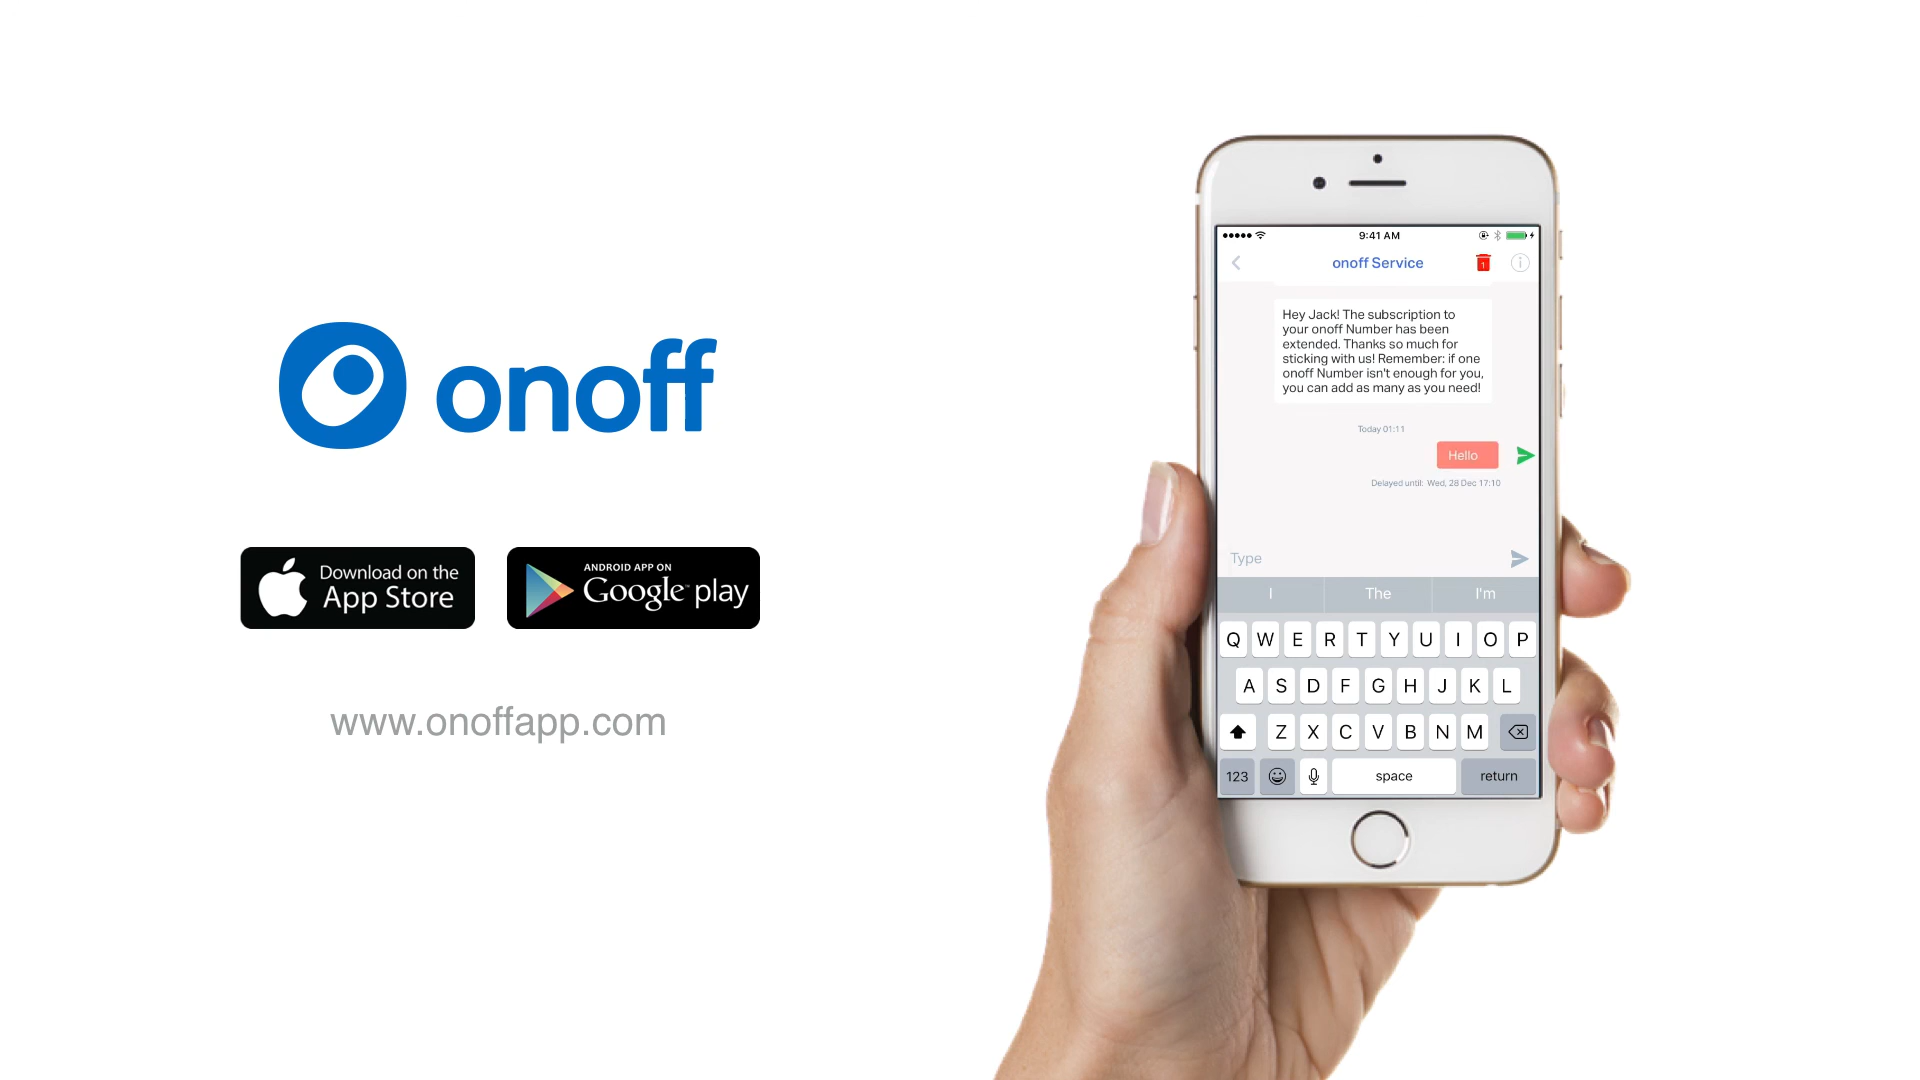 onoff
Download on the
App Store
ANDROID APP ON
Google play
www.onoffapp.com
9:41 AM
onoff Service
1
Hey Jack! The subscription to
your onoff Number has been
extended. Thanks so much for
sticking with us! Remember: if one
onoff Number isn't enough for you,
you can add as many as you need!
Today 01:11
Hello
Delayed until: Wed, 28 Dec 17:10
Type
I The I'm
Q W E R T Y U I O P
A S D F G H J K L
Z X C V B N M
123 space return